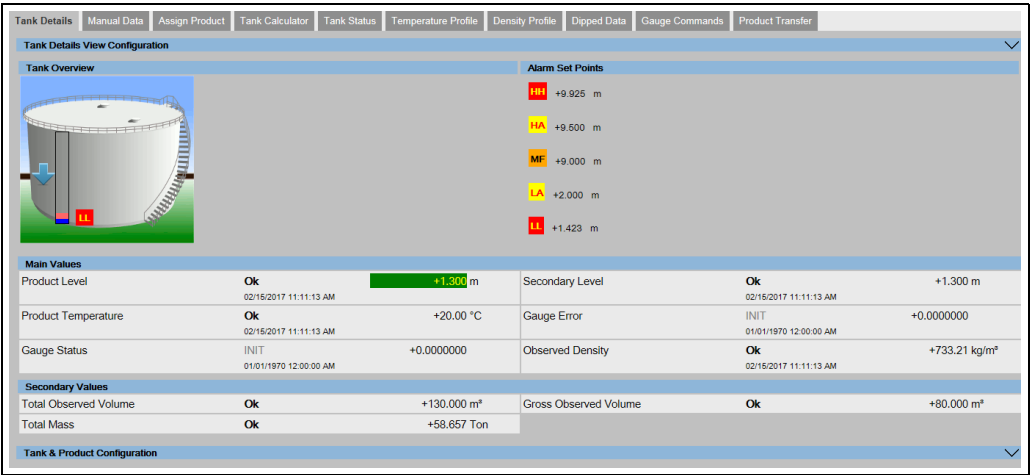 Tank Details Manual Data Assign Product Tank Calculator Tank Status Temperature Profile Density Profile Dipped Data Gauge Commands Product Transfer
Tank Details View Configuration
Tank Overview Alarm Set Points
HH +9.925 m
HA +9.500 m
MF +9.000 m
LA +2.000 m
LL
LL +1.423 m
Main Values
Product Level Ok +1.300 m Secondary Level Ok +1.300 m
02/15/2017 11:11:13 AM 02/15/2017 11:11:13 AM
Product Temperature Ok +20.00 °C Gauge Error INIT +0.0000000
02/15/2017 11:11:13 AM 01/01/1970 12:00:00 AM
Gauge Status INIT +0.0000000 Observed Density Ok +733.21 kg/m³
01/01/1970 12:00:00 AM 02/15/2017 11:11:13 AM
Secondary Values
Total Observed Volume Ok +130.000 m³ Gross Observed Volume Ok +80.000 m³
Total Mass Ok +58.657 Ton
Tank & Product Configuration